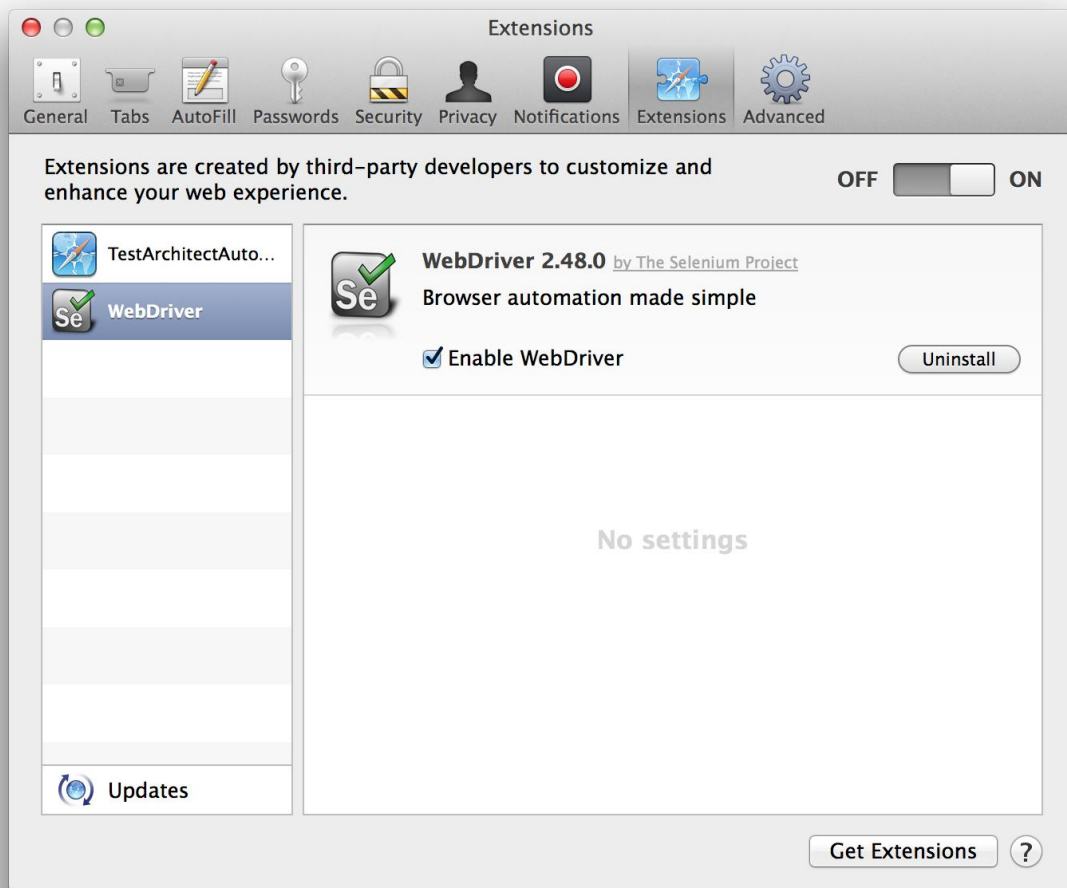 Extensions
General Tabs AutoFill Passwords Security Privacy Notifications Extensions Advanced
Extensions are created by third-party developers to customize and
enhance your web experience.
OFF ON
TestArchitectAuto...
WebDriver
Updates
Se
WebDriver 2.48.0 by The Selenium Project
Browser automation made simple
Enable WebDriver
Uninstall
No settings
Get Extensions ?